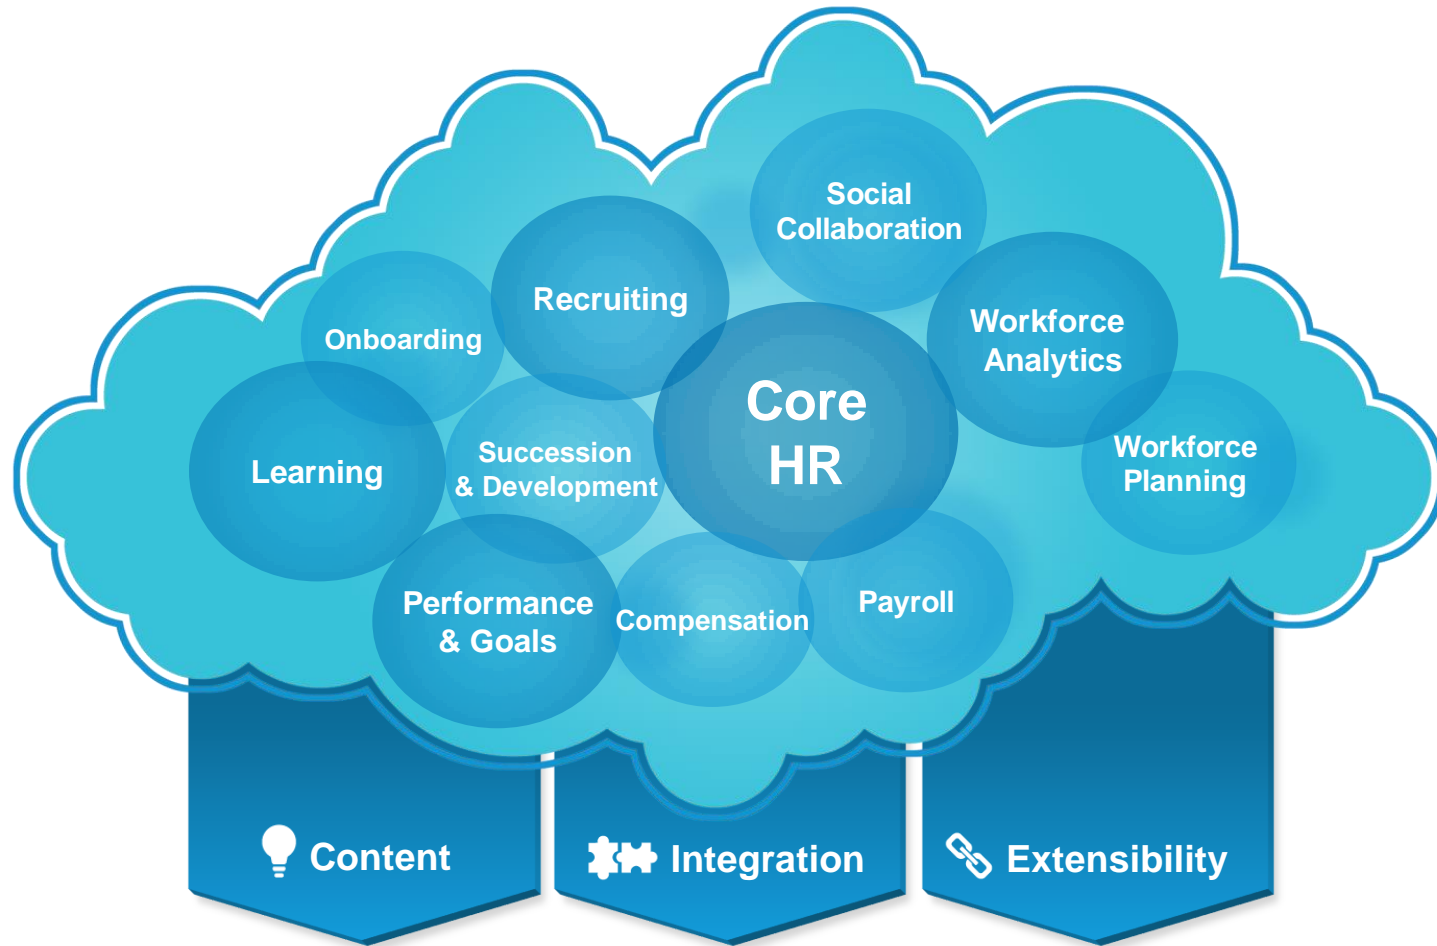 Social
Collaboration
Recruiting
Onboarding
Workforce
Analytics
Core
HR
Learning
Succession
& Development
Workforce
Planning
Performance
& Goals
Compensation
Payroll
Content
Integration
Extensibility